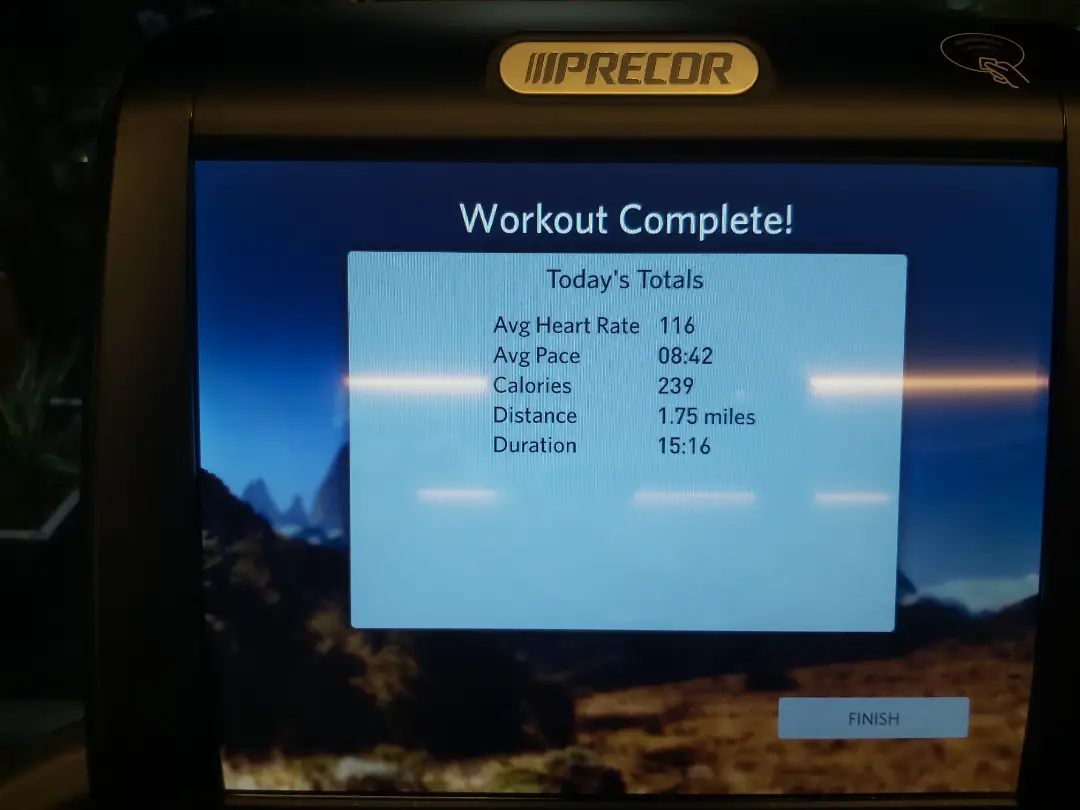 PRECOR
Workout Complete!
Today's Totals
Avg Heart Rate 116
Avg Pace 08:42
Calories 239
Distance 1.75 miles
Duration 15:16
FINISH